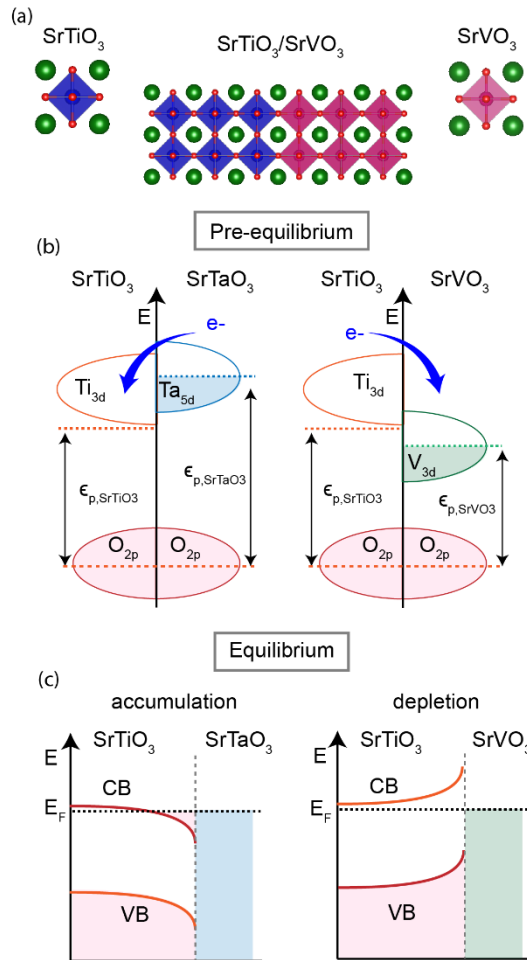 (a)
SrTiO₃ SrTiO₃/SrVO₃ SrVO₃
Pre-equilibrium
(b)
SrTiO₃ SrTaO₃ SrTiO₃ SrVO₃
E E
e- e-
Ti₃d Ta₅d Ti₃d
V₃d
ϵp,SrTiO3 ϵp,SrTaO3 ϵp,SrTiO3 ϵp,SrVO3
O₂p O₂p O₂p O₂p
Equilibrium
(c)
accumulation depletion
SrTiO₃ SrTaO₃ SrTiO₃ SrVO₃
E E
CB CB
EF EF
VB VB